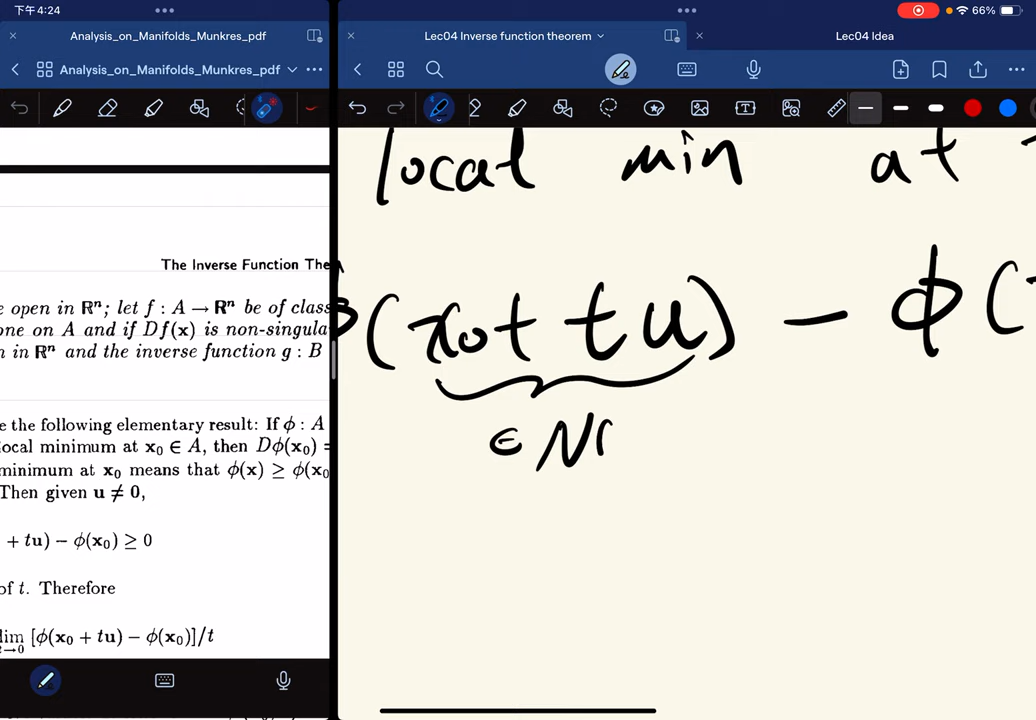 下午4:24
66%
Analysis_on_Manifolds_Munkres_pdf
Lec04 Inverse function theorem
Lec04 Idea
Analysis_on_Manifolds_Munkres_pdf
The Inverse Function The
e open in Rⁿ; let f : A → Rⁿ be of class
one on A and if Df(x) is non-singula
n in Rⁿ and the inverse function g : B
e the following elementary result: If ϕ : A
local minimum at x₀ ∈ A, then Dϕ(x₀) =
minimum at x₀ means that ϕ(x) ≥ ϕ(x₀
Then given u ≠ 0,
+ tu) − ϕ(x₀) ≥ 0
of t. Therefore
lim [ϕ(x₀ + tu) − ϕ(x₀)]/t
t→0
local min at
ϕ(x₀+ tu) − ϕ(
∈ N(